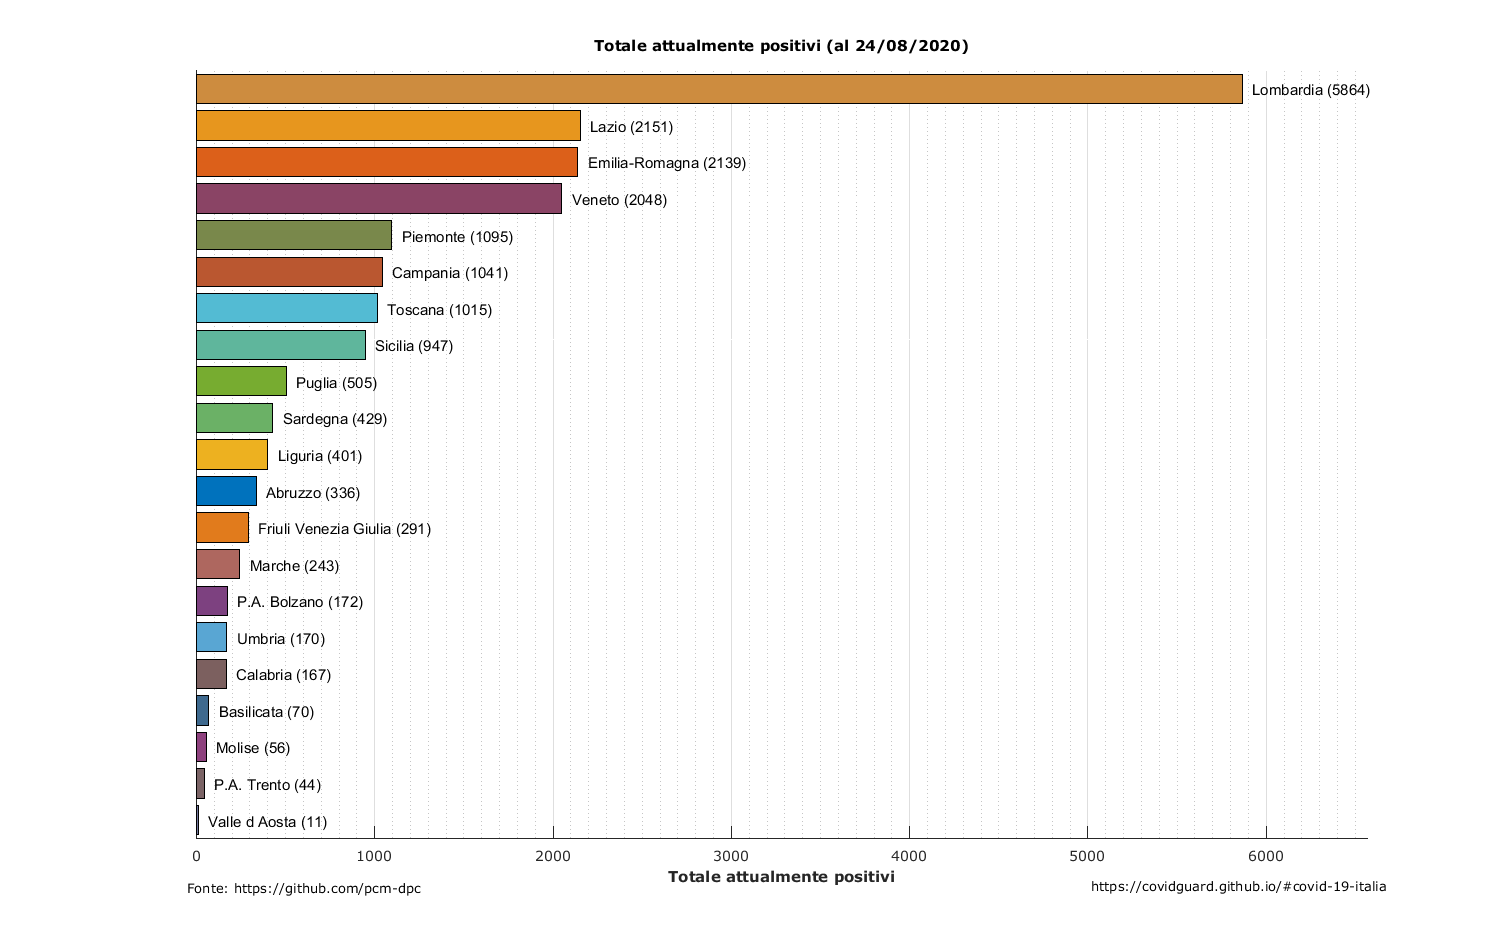 Totale attualmente positivi (al 24/08/2020)
Lombardia (5864)
Lazio (2151)
Emilia-Romagna (2139)
Veneto (2048)
Piemonte (1095)
Campania (1041)
Toscana (1015)
Sicilia (947)
Puglia (505)
Sardegna (429)
Liguria (401)
Abruzzo (336)
Friuli Venezia Giulia (291)
Marche (243)
P.A. Bolzano (172)
Umbria (170)
Calabria (167)
Basilicata (70)
Molise (56)
P.A. Trento (44)
Valle d Aosta (11)
0 1000 2000 3000 4000 5000 6000
Totale attualmente positivi
Fonte: https://github.com/pcm-dpc
https://covidguard.github.io/#covid-19-italia